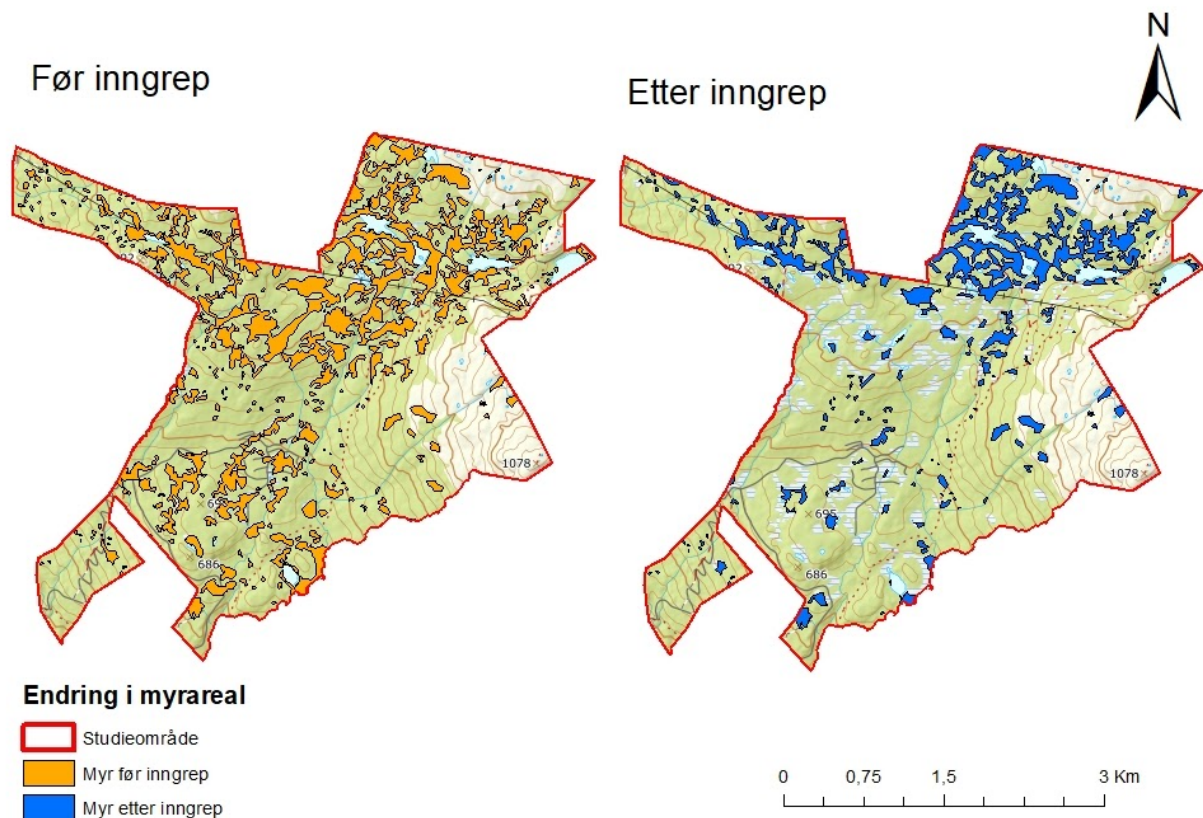 N
Før inngrep
Etter inngrep
1078
695
686
1078
695
686
Endring i myrareal
Studieområde
Myr før inngrep
Myr etter inngrep
0 0,75 1,5 3 Km